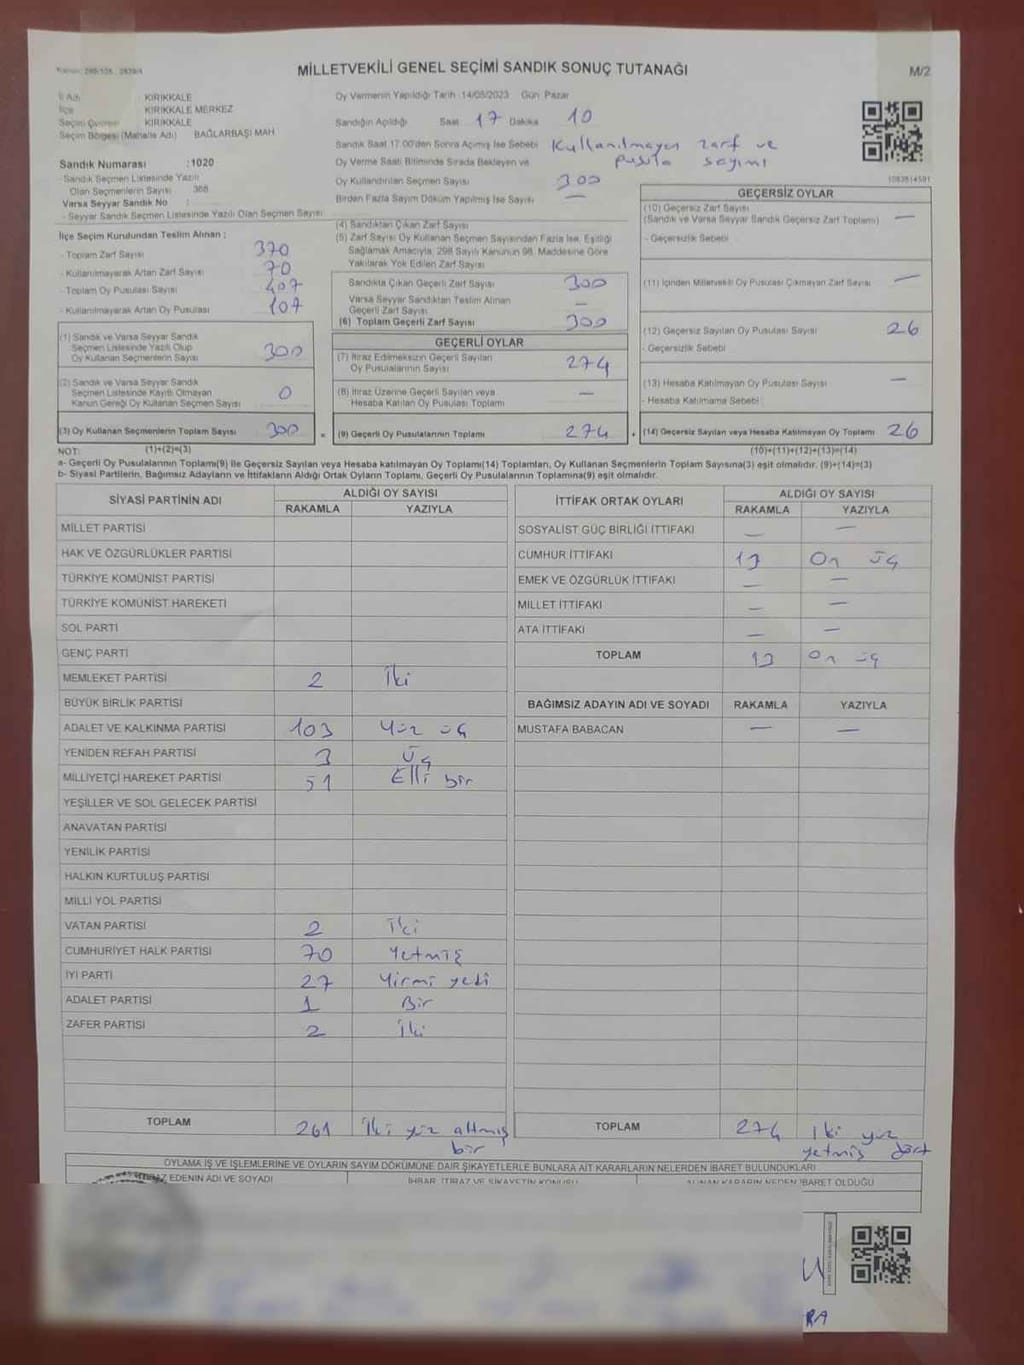 MİLLETVEKİLİ GENEL SEÇİMİ SANDIK SONUÇ TUTANAĞI
M/2
İl Adı KIRIKKALE
İlçe KIRIKKALE MERKEZ
Seçim Çevresi KIRIKKALE
Seçim Bölgesi (Mahalle Adı) BAĞLARBAŞI MAH
Sandık Numarası :1020
- Sandık Seçmen Listesinde Yazılı
Olan Seçmenlerin Sayısı 368
Varsa Seyyar Sandık No :
- Seyyar Sandık Seçmen Listesinde Yazılı Olan Seçmen Sayısı
Oy Vermenin Yapıldığı Tarih :14/05/2023 Gün Pazar
Sandığın Açıldığı Saat 17 Dakika 10
Sandık Saat 17.00'den Sonra Açılmış İse Sebebi Kullanılmayan zarf ve pusula sayımı
Oy Verme Saati Bitiminde Sırada Bekleyen ve
Oy Kullandırılan Seçmen Sayısı 300
Birden Fazla Sayım Döküm Yapılmış İse Sayısı —
İlçe Seçim Kurulundan Teslim Alınan ;
- Toplam Zarf Sayısı 370
- Kullanılmayarak Artan Zarf Sayısı 70
- Toplam Oy Pusulası Sayısı 407
- Kullanılmayarak Artan Oy Pusulası 107
(1) Sandık ve Varsa Seyyar Sandık
Seçmen Listesinde Yazılı Olup
Oy Kullanan Seçmenlerin Sayısı 300
(2) Sandık ve Varsa Seyyar Sandık
Seçmen Listesinde Kayıtlı Olmayan
Kanun Gereği Oy Kullanan Seçmen Sayısı 0
(3) Oy Kullanan Seçmenlerin Toplam Sayısı 300
(1)+(2)=(3)
(4) Sandıktan Çıkan Zarf Sayısı
(5) Zarf Sayısı Oy Kullanan Seçmen Sayısından Fazla İse, Eşitliği
Sağlamak Amacıyla, 298 Sayılı Kanunun 98. Maddesine Göre
Yakılarak Yok Edilen Zarf Sayısı
Sandıkta Çıkan Geçerli Zarf Sayısı 300
Varsa Seyyar Sandıktan Teslim Alınan
Geçerli Zarf Sayısı —
(6) Toplam Geçerli Zarf Sayısı 300
GEÇERLİ OYLAR
(7) İtiraz Edilmeksizin Geçerli Sayılan
Oy Pusulalarının Sayısı 274
(8) İtiraz Üzerine Geçerli Sayılan veya
Hesaba Katılan Oy Pusulası Toplamı —
= (9) Geçerli Oy Pusulalarının Toplamı 274
1083814591
GEÇERSİZ OYLAR
(10) Geçersiz Zarf Sayısı
(Sandık ve Varsa Seyyar Sandık Geçersiz Zarf Toplamı) —
- Geçersizlik Sebebi
(11) İçinden Milletvekili Oy Pusulası Çıkmayan Zarf Sayısı —
(12) Geçersiz Sayılan Oy Pusulası Sayısı 26
- Geçersizlik Sebebi
(13) Hesaba Katılmayan Oy Pusulası Sayısı —
- Hesaba Katılmama Sebebi :
+ (14) Geçersiz Sayılan veya Hesaba Katılmayan Oy Toplamı 26
(10)+(11)+(12)+(13)=(14)
NOT:
a- Geçerli Oy Pusulalarının Toplamı(9) ile Geçersiz Sayılan veya Hesaba katılmayan Oy Toplamı(14) Toplamları, Oy Kullanan Seçmenlerin Toplam Sayısına(3) eşit olmalıdır. (9)+(14)=(3)
b- Siyasi Partilerin, Bağımsız Adayların ve İttifakların Aldığı Ortak Oyların Toplamı, Geçerli Oy Pusulalarının Toplamına(9) eşit olmalıdır.
SİYASİ PARTİNİN ADI ALDIĞI OY SAYISI
RAKAMLA YAZIYLA
MİLLET PARTİSİ
HAK VE ÖZGÜRLÜKLER PARTİSİ
TÜRKİYE KOMÜNİST PARTİSİ
TÜRKİYE KOMÜNİST HAREKETİ
SOL PARTİ
GENÇ PARTİ
MEMLEKET PARTİSİ 2 İki
BÜYÜK BİRLİK PARTİSİ
ADALET VE KALKINMA PARTİSİ 103 Yüz üç
YENİDEN REFAH PARTİSİ 3 Üç
MİLLİYETÇİ HAREKET PARTİSİ 51 Elli bir
YEŞİLLER VE SOL GELECEK PARTİSİ
ANAVATAN PARTİSİ
YENİLİK PARTİSİ
HALKIN KURTULUŞ PARTİSİ
MİLLİ YOL PARTİSİ
VATAN PARTİSİ 2 İki
CUMHURİYET HALK PARTİSİ 70 Yetmiş
İYİ PARTİ 27 Yirmi yedi
ADALET PARTİSİ 1 Bir
ZAFER PARTİSİ 2 İki
TOPLAM 261 İki yüz altmış bir
İTTİFAK ORTAK OYLARI ALDIĞI OY SAYISI
RAKAMLA YAZIYLA
SOSYALİST GÜÇ BİRLİĞİ İTTİFAKI — —
CUMHUR İTTİFAKI 13 On üç
EMEK VE ÖZGÜRLÜK İTTİFAKI — —
MİLLET İTTİFAKI — —
ATA İTTİFAKI — —
TOPLAM 13 On üç
BAĞIMSIZ ADAYIN ADI VE SOYADI RAKAMLA YAZIYLA
MUSTAFA BABACAN — —
TOPLAM 274 İki yüz yetmiş dört
OYLAMA İŞ VE İŞLEMLERİNE VE OYLARIN SAYIM DÖKÜMÜNE DAİR ŞİKAYETLERLE BUNLARA AİT KARARLARIN NELERDEN İBARET BULUNDUKLARI
EDENİN ADI VE SOYADI İHBAR, İTİRAZ VE ŞİKAYETİN KONUSU ALINAN KARARIN NEDEN İBARET OLDUĞU